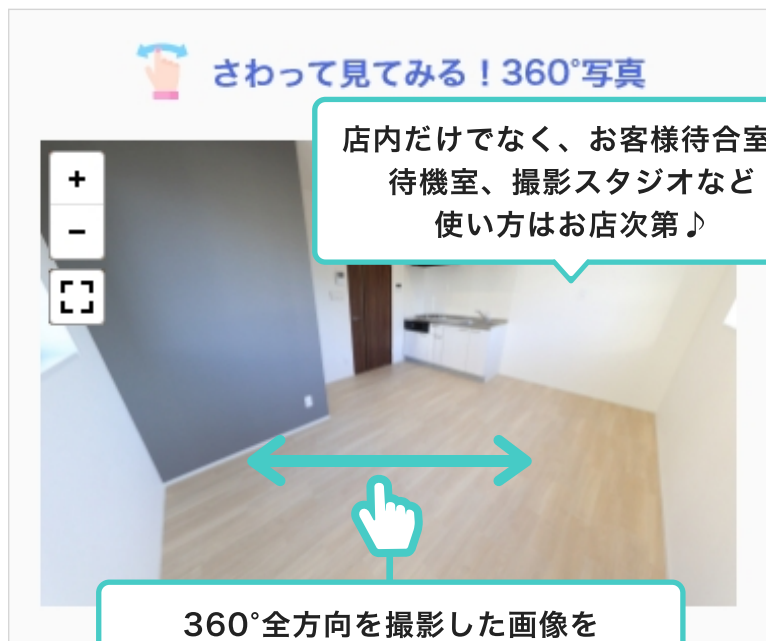 さわって見てみる！360°写真
店内だけでなく、お客様待合室
待機室、撮影スタジオなど
使い方はお店次第♪
+
−
360°全方向を撮影した画像を